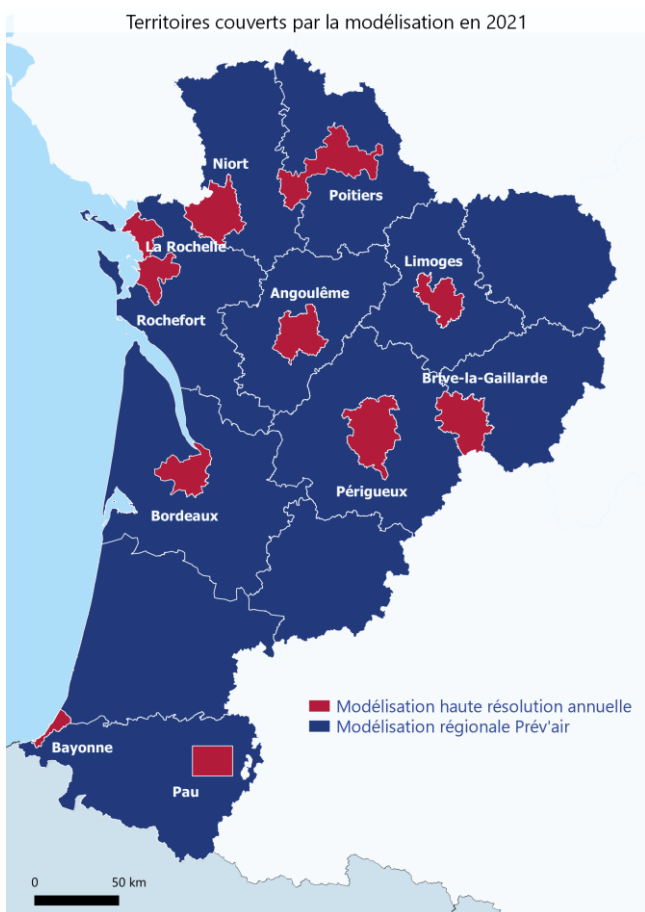 Territoires couverts par la modélisation en 2021
Niort
Poitiers
La Rochelle
Limoges
Angoulême
Rochefort
Brive-la-Gaillarde
Périgueux
Bordeaux
Modélisation haute résolution annuelle
Modélisation régionale Prév'air
Bayonne
Pau
0 50 km